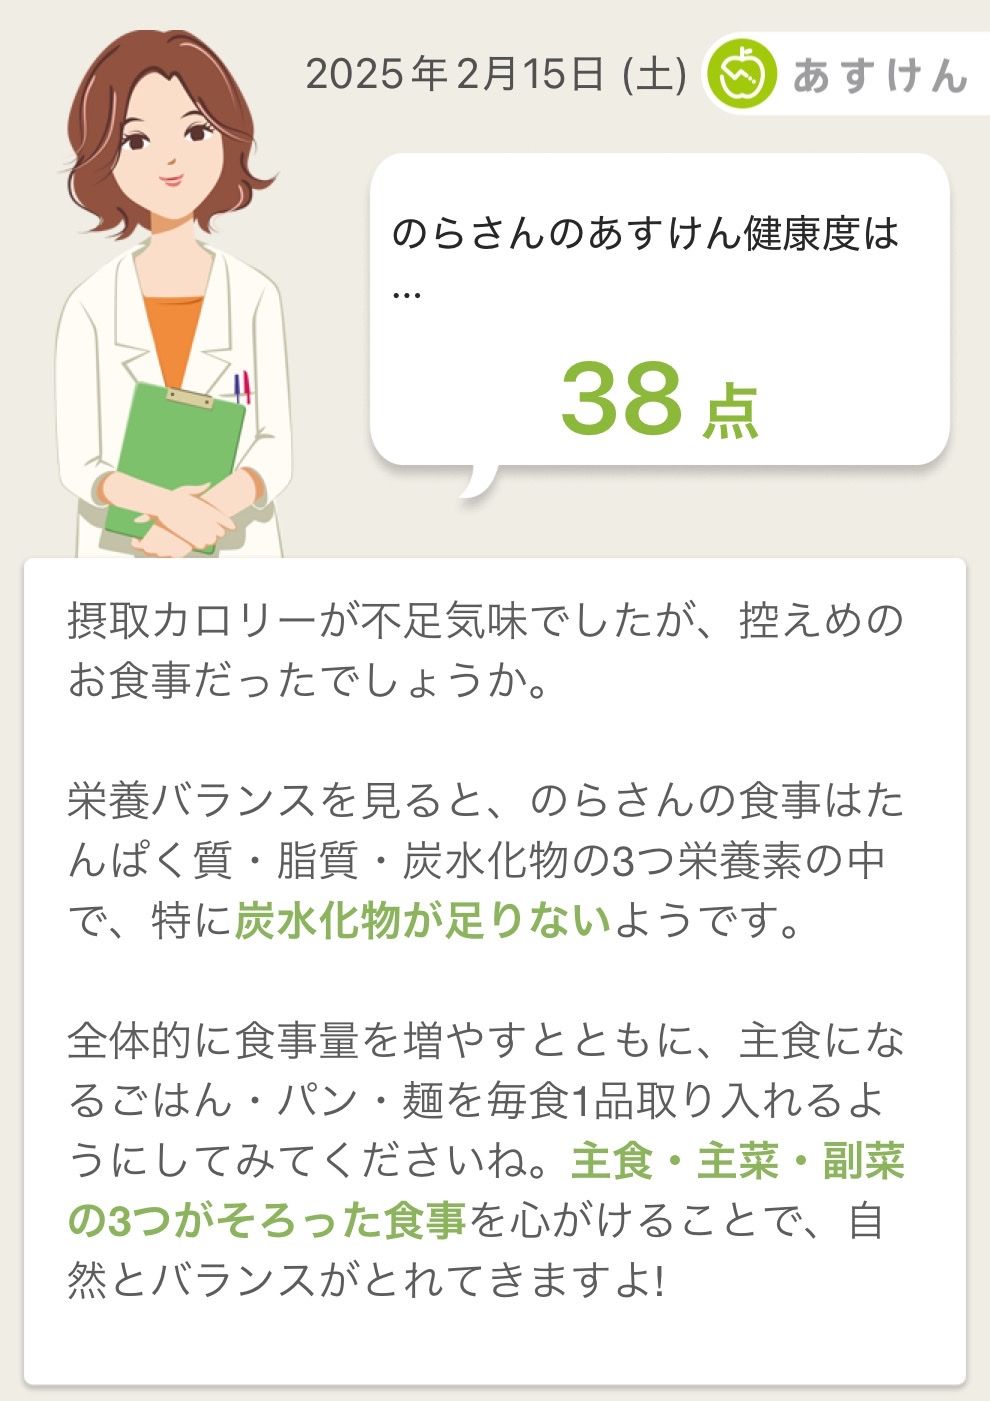 2025年2月15日 (土)
あすけん
のらさんのあすけん健康度は
...
38点
摂取カロリーが不足気味でしたが、控えめの
お食事だったでしょうか。
栄養バランスを見ると、のらさんの食事はた
んぱく質・脂質・炭水化物の3つ栄養素の中
で、特に炭水化物が足りないようです。
全体的に食事量を増やすとともに、主食にな
るごはん・パン・麺を毎食1品取り入れるよ
うにしてみてくださいね。主食・主菜・副菜
の3つがそろった食事を心がけることで、自
然とバランスがとれてきますよ!